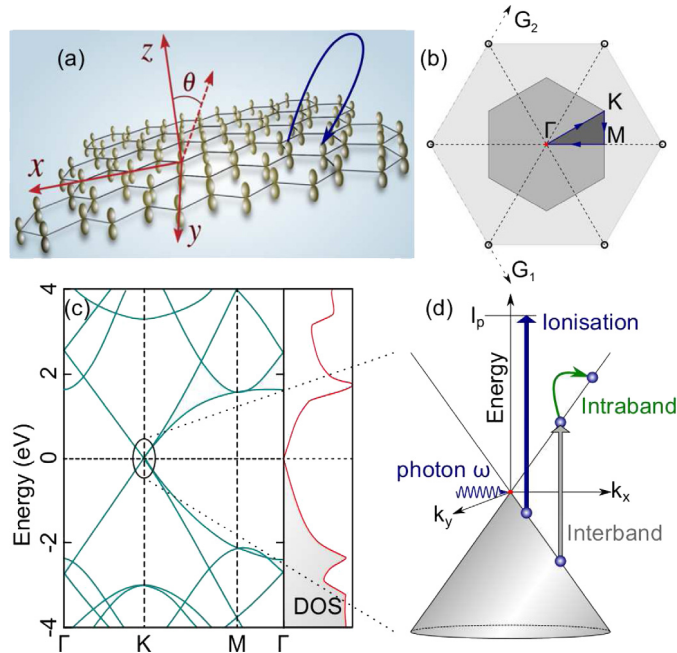 (a)
z
θ
x
y
(b)
G2
K
Γ
M
G1
(c)
Energy (eV)
4
2
0
-2
-4
Γ
K
M
Γ
DOS
(d)
Ip
Ionisation
Energy
Intraband
photon ω
kx
ky
Interband